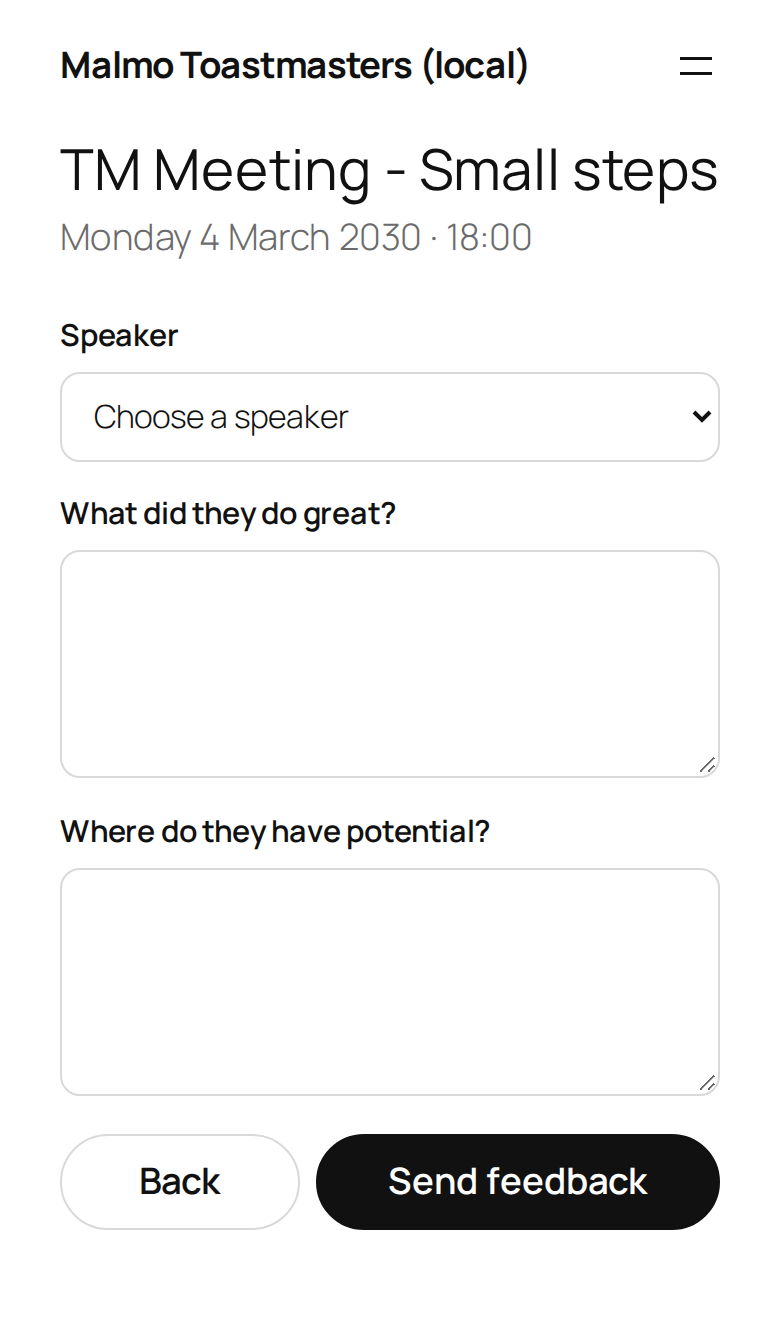 Malmo Toastmasters (local)
TM Meeting - Small steps
Monday 4 March 2030 · 18:00
Speaker
Choose a speaker
What did they do great?
Where do they have potential?
Back
Send feedback